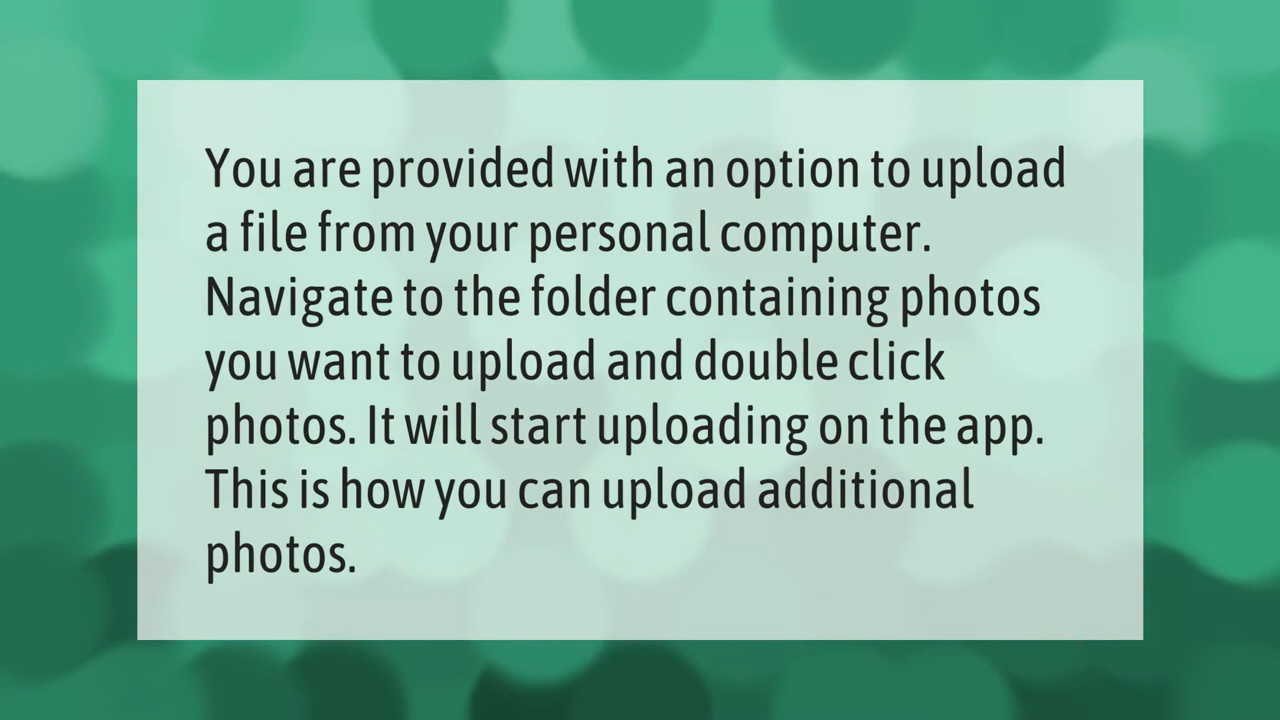 You are provided with an option to upload
a file from your personal computer.
Navigate to the folder containing photos
you want to upload and double click
photos. It will start uploading on the app.
This is how you can upload additional
photos.